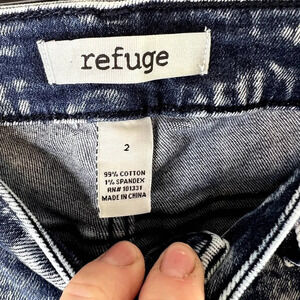 refuge
2
99% COTTON
1% SPANDEX
RN# 101331
MADE IN CHINA